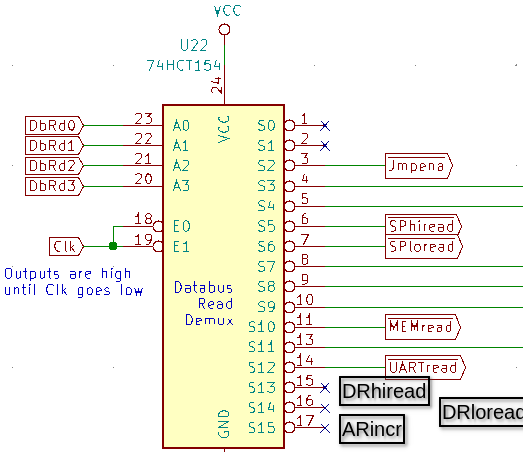 VCC
U22
74HCT154
24
VCC
DbRd0 23 A0 S0 1
DbRd1 22 A1 S1 2
DbRd2 21 A2 S2 3 Jmpena
DbRd3 20 A3 S3 4
S4 5
18 E0 S5 6 SPhiread
Clk 19 E1 S6 7 SPloread
S7 8
Outputs are high
until Clk goes low
Databus
Read
Demux
S8 9
S9 10
S10 11 MEMread
S11 13
S12 14 UARTread
S13 15 DRhiread
S14 16 DRloread
S15 17 ARincr
GND